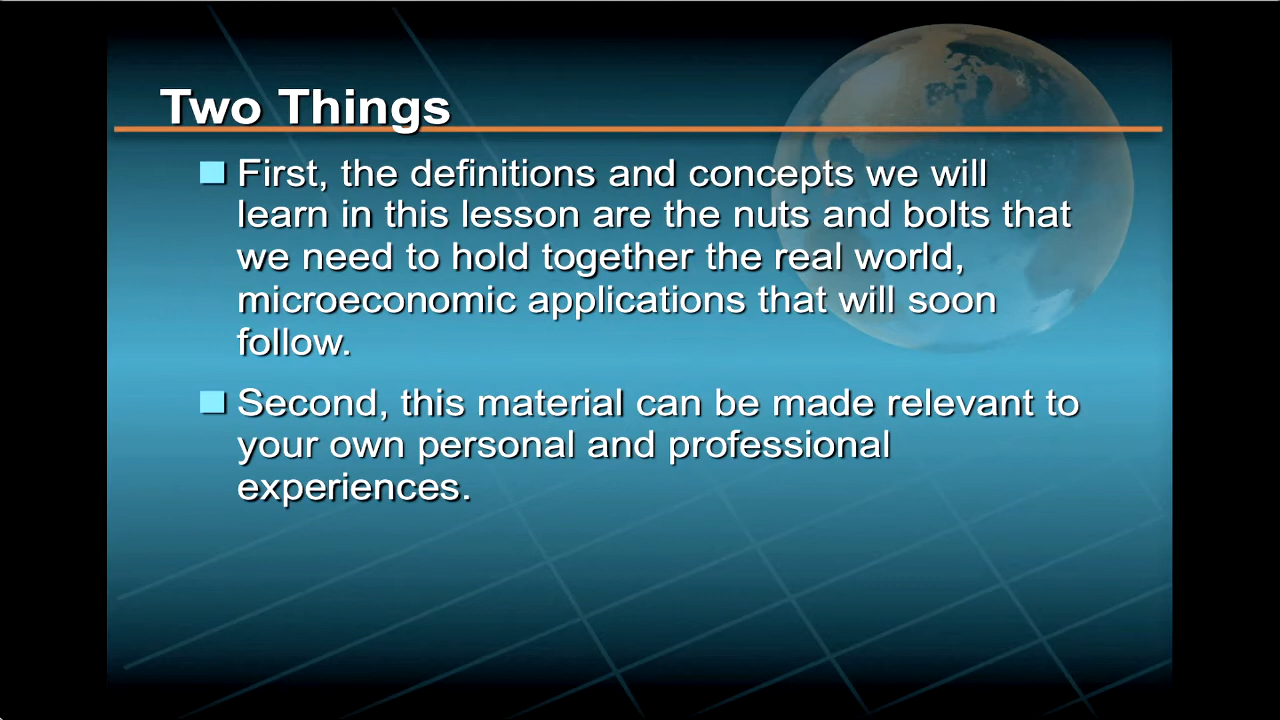 Two Things
First, the definitions and concepts we will
learn in this lesson are the nuts and bolts that
we need to hold together the real world,
microeconomic applications that will soon
follow.
Second, this material can be made relevant to
your own personal and professional
experiences.